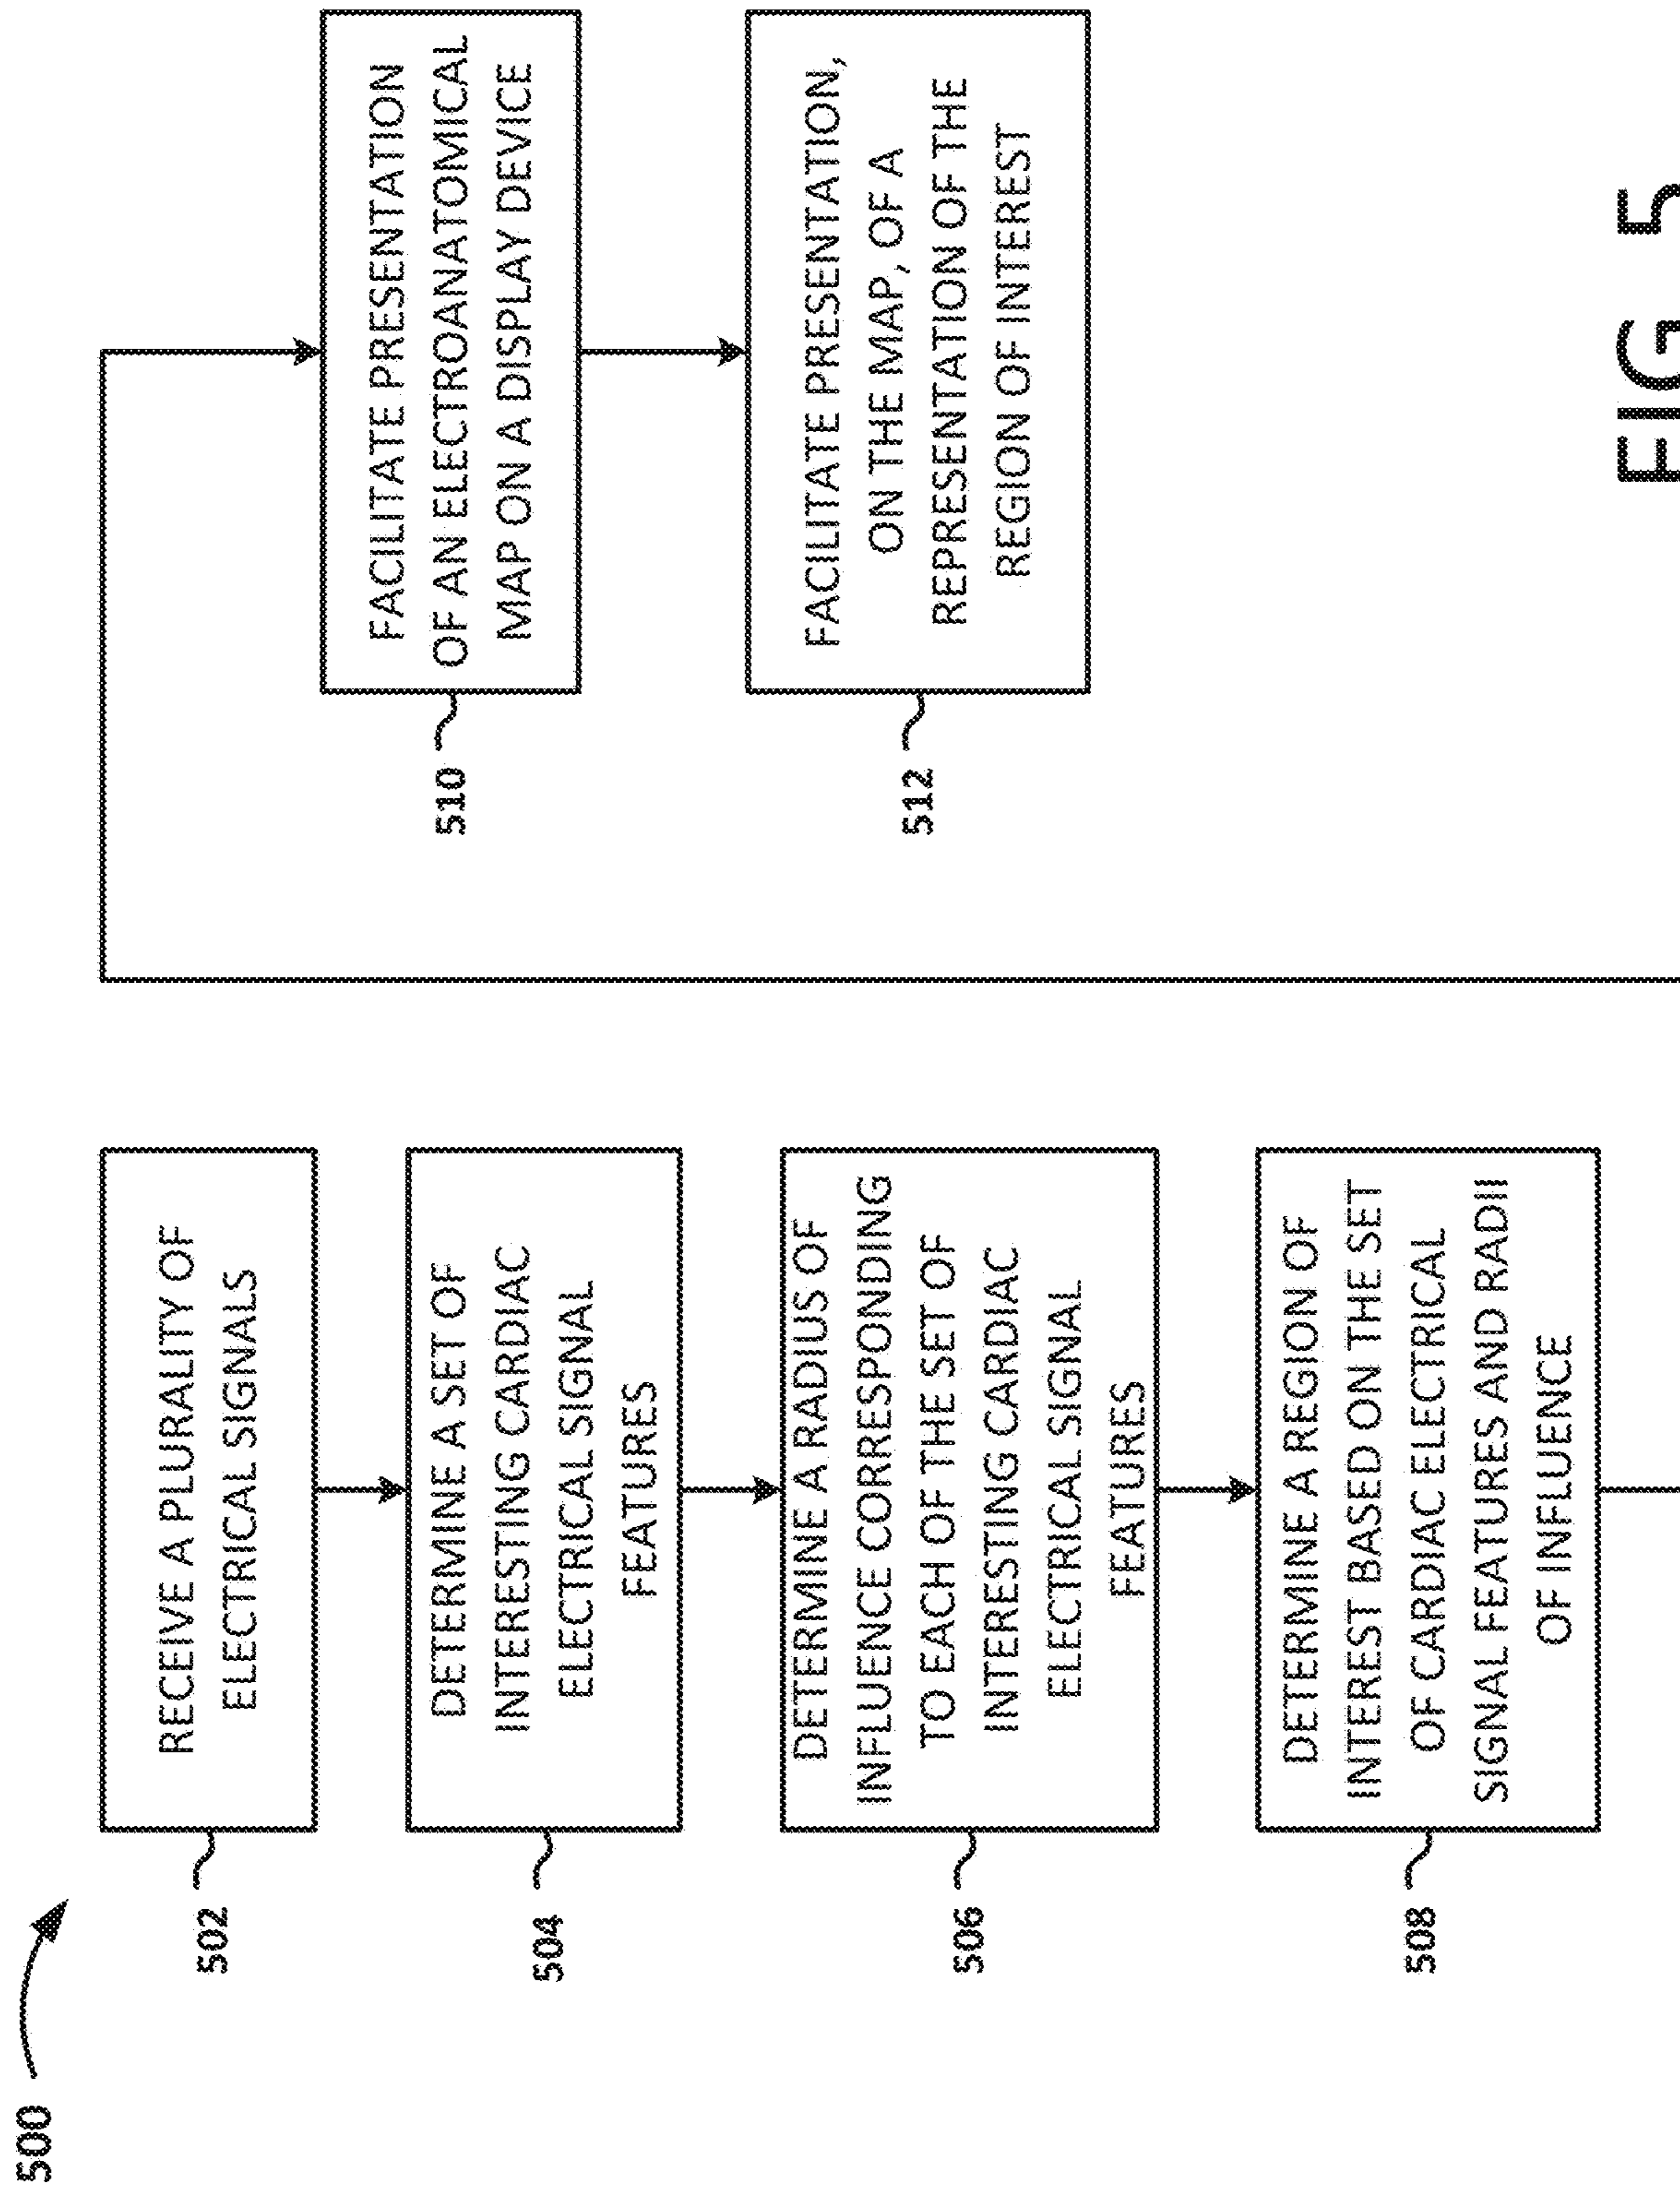 500
502
RECEIVE A PLURALITY OF
ELECTRICAL SIGNALS
504
DETERMINE A SET OF
INTERESTING CARDIAC
ELECTRICAL SIGNAL
FEATURES
506
DETERMINE A RADIUS OF
INFLUENCE CORRESPONDING
TO EACH OF THE SET OF
INTERESTING CARDIAC
ELECTRICAL SIGNAL
FEATURES
508
DETERMINE A REGION OF
INTEREST BASED ON THE SET
OF CARDIAC ELECTRICAL
SIGNAL FEATURES AND RADII
OF INFLUENCE
510
FACILITATE PRESENTATION
OF AN ELECTROANATOMICAL
MAP ON A DISPLAY DEVICE
512
FACILITATE PRESENTATION,
ON THE MAP, OF A
REPRESENTATION OF THE
REGION OF INTEREST
FIG 5